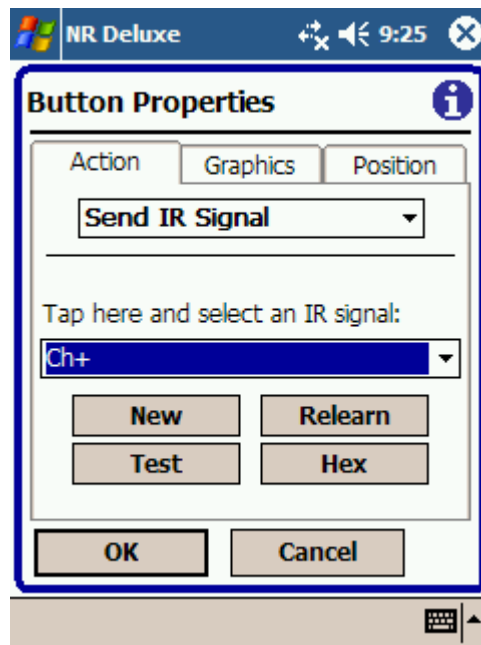 NR Deluxe 9:25
Button Properties
Action Graphics Position
Send IR Signal
Tap here and select an IR signal:
Ch+
New Relearn
Test Hex
OK Cancel